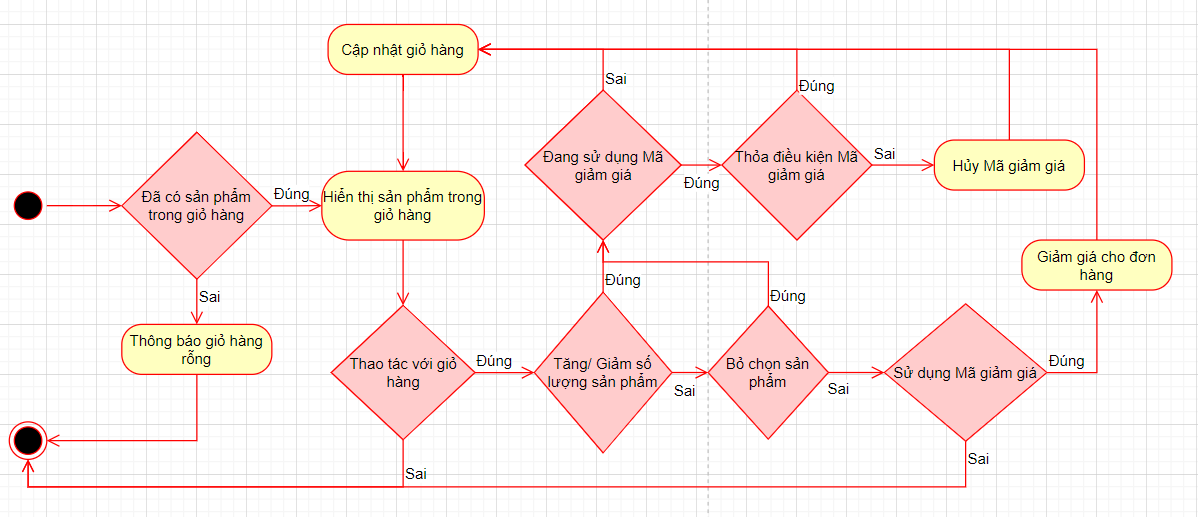 Cập nhật giỏ hàng
Sai
Đúng
Đang sử dụng Mã
giảm giá
Đúng
Thỏa điều kiện Mã
giảm giá
Sai
Hủy Mã giảm giá
Đã có sản phẩm
trong giỏ hàng
Đúng
Hiển thị sản phẩm trong
giỏ hàng
Giảm giá cho đơn
hàng
Sai
Đúng
Đúng
Thông báo giỏ hàng
rỗng
Thao tác với giỏ
hàng
Đúng
Tăng/ Giảm số
lượng sản phẩm
Sai
Bỏ chọn sản
phẩm
Sai
Sử dụng Mã giảm giá
Đúng
Sai
Sai